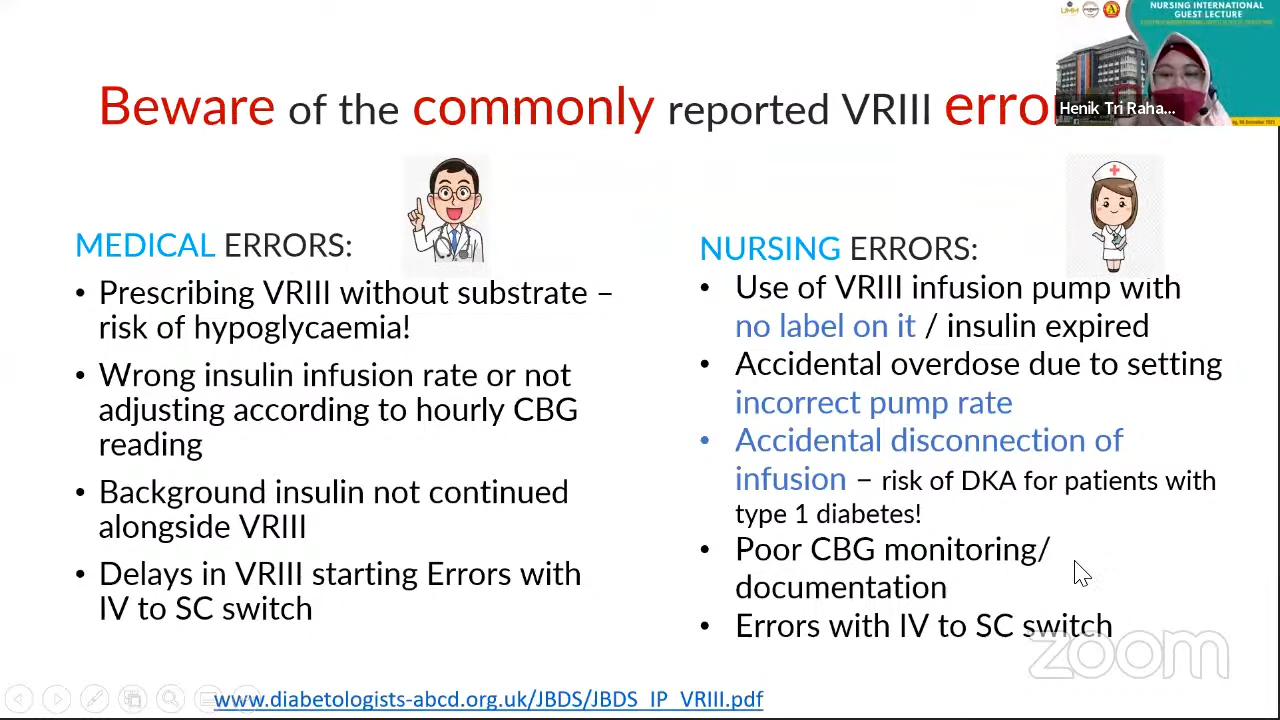 NURSING INTERNATIONAL
GUEST LECTURE
UMM
Henik Tri Raha...
Beware of the commonly reported VRIII erro
MEDICAL ERRORS:
• Prescribing VRIII without substrate –
risk of hypoglycaemia!
• Wrong insulin infusion rate or not
adjusting according to hourly CBG
reading
• Background insulin not continued
alongside VRIII
• Delays in VRIII starting Errors with
IV to SC switch
NURSING ERRORS:
• Use of VRIII infusion pump with
no label on it / insulin expired
• Accidental overdose due to setting
incorrect pump rate
• Accidental disconnection of
infusion – risk of DKA for patients with
type 1 diabetes!
• Poor CBG monitoring/
documentation
• Errors with IV to SC switch
zoom
www.diabetologists-abcd.org.uk/JBDS/JBDS_IP_VRIII.pdf